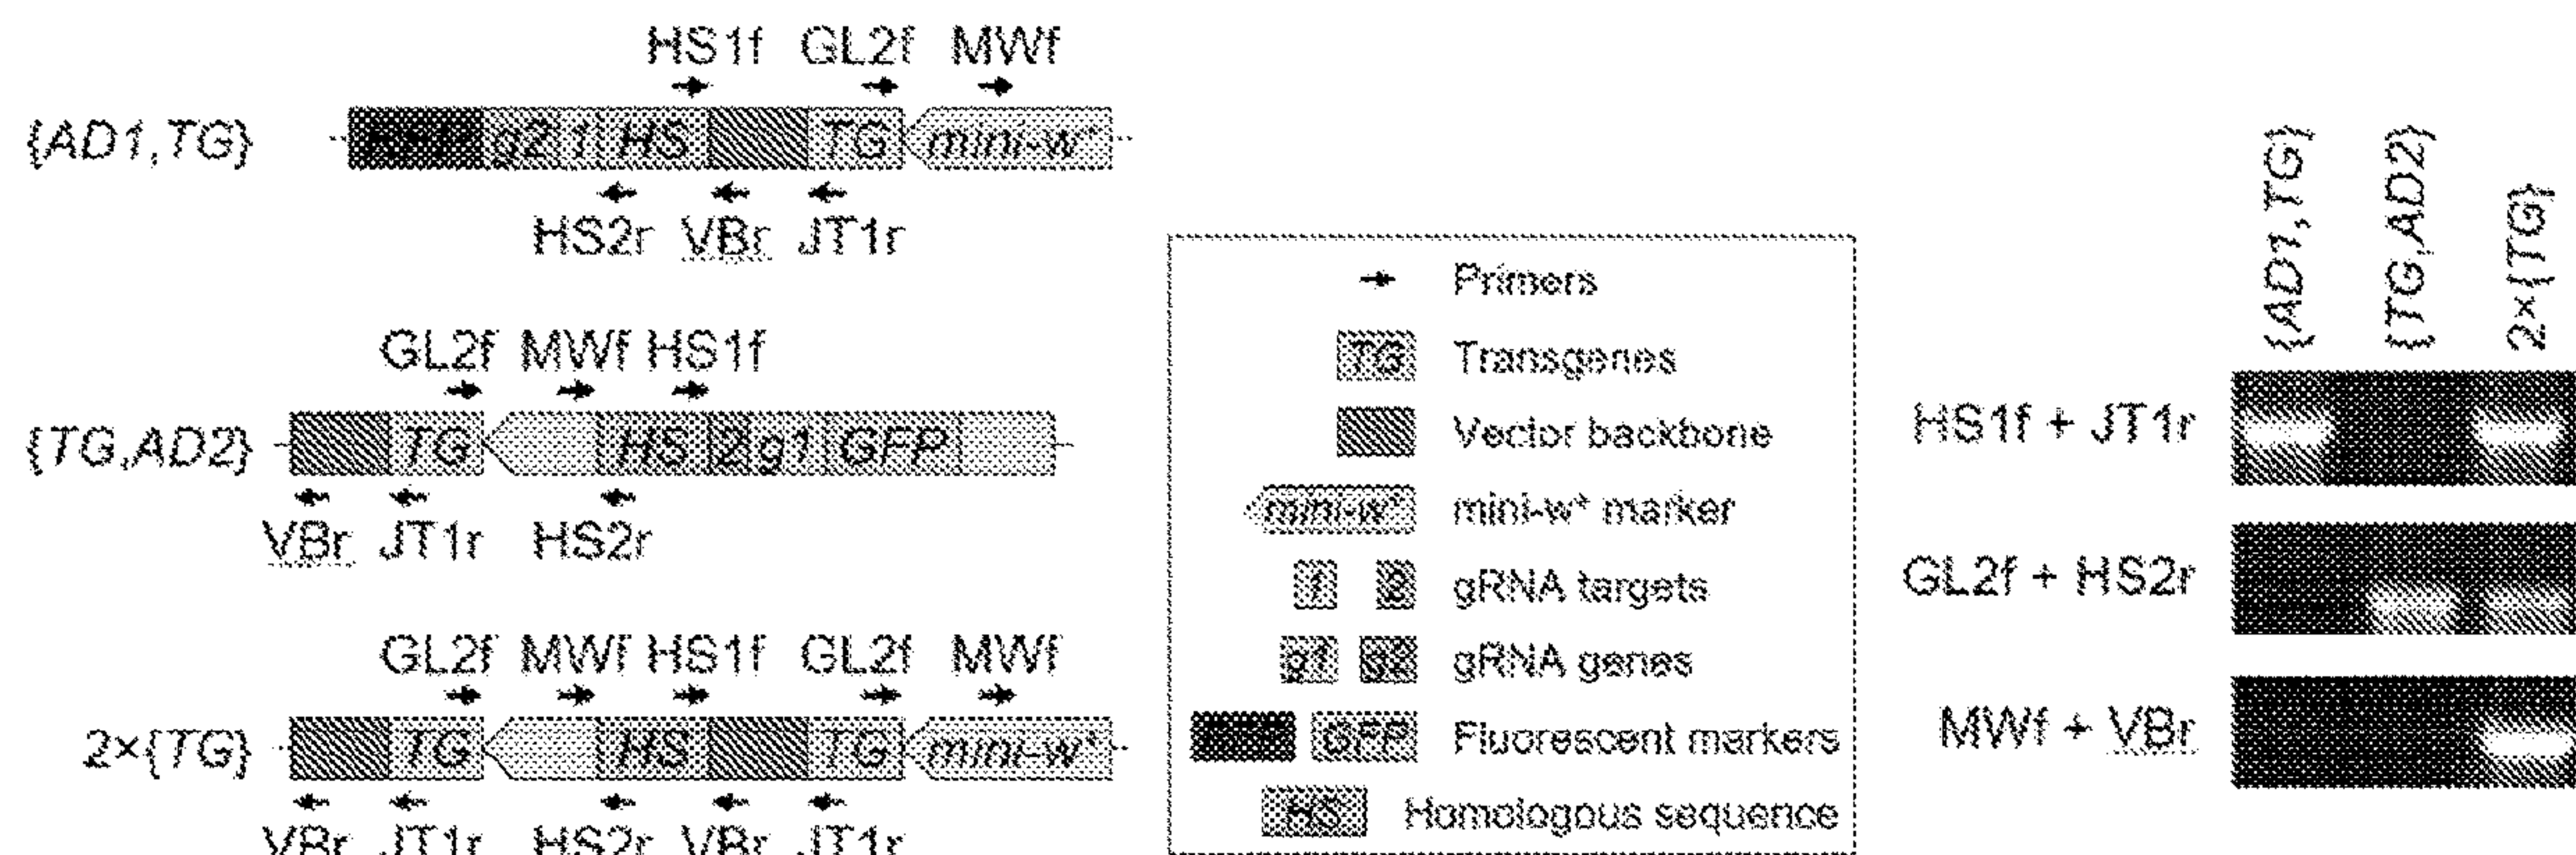 HS1f GL2f MWf
{AD1,TG} g2 1 HS TG mini-w+
HS2r VBr JT1r
GL2f MWf HS1f
{TG,AD2} TG HS 2 g1 GFP
VBr JT1r HS2r
GL2f MWf HS1f GL2f MWf
2×{TG} TG HS TG mini-w+
VBr JT1r HS2r VBr JT1r
Primers
TG Transgenes
Vector backbone
mini-w+ mini-w+ marker
1 2 gRNA targets
g1 g2 gRNA genes
GFP Fluorescent markers
HS Homologous sequence
{AD1,TG}
{TG,AD2}
2×{TG}
HS1f + JT1r
GL2f + HS2r
MWf + VBr